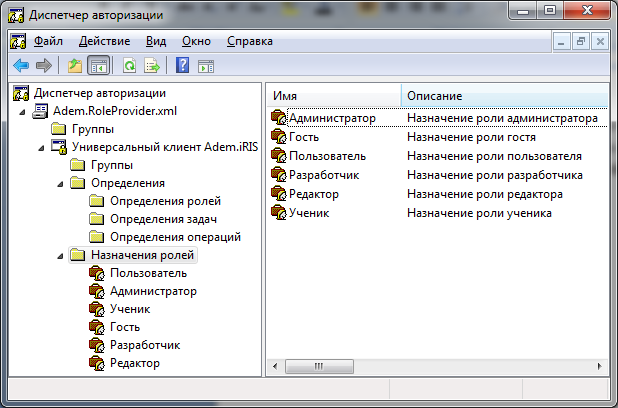 Диспетчер авторизации
Файл Действие Вид Окно Справка
Диспетчер авторизации
Adem.RoleProvider.xml
Группы
Универсальный клиент Adem.iRIS
Группы
Определения
Определения ролей
Определения задач
Определения операций
Назначения ролей
Пользователь
Администратор
Ученик
Гость
Разработчик
Редактор
Имя Описание
Администратор Назначение роли администратора
Гость Назначение роли гостя
Пользователь Назначение роли пользователя
Разработчик Назначение роли разработчика
Редактор Назначение роли редактора
Ученик Назначение роли ученика